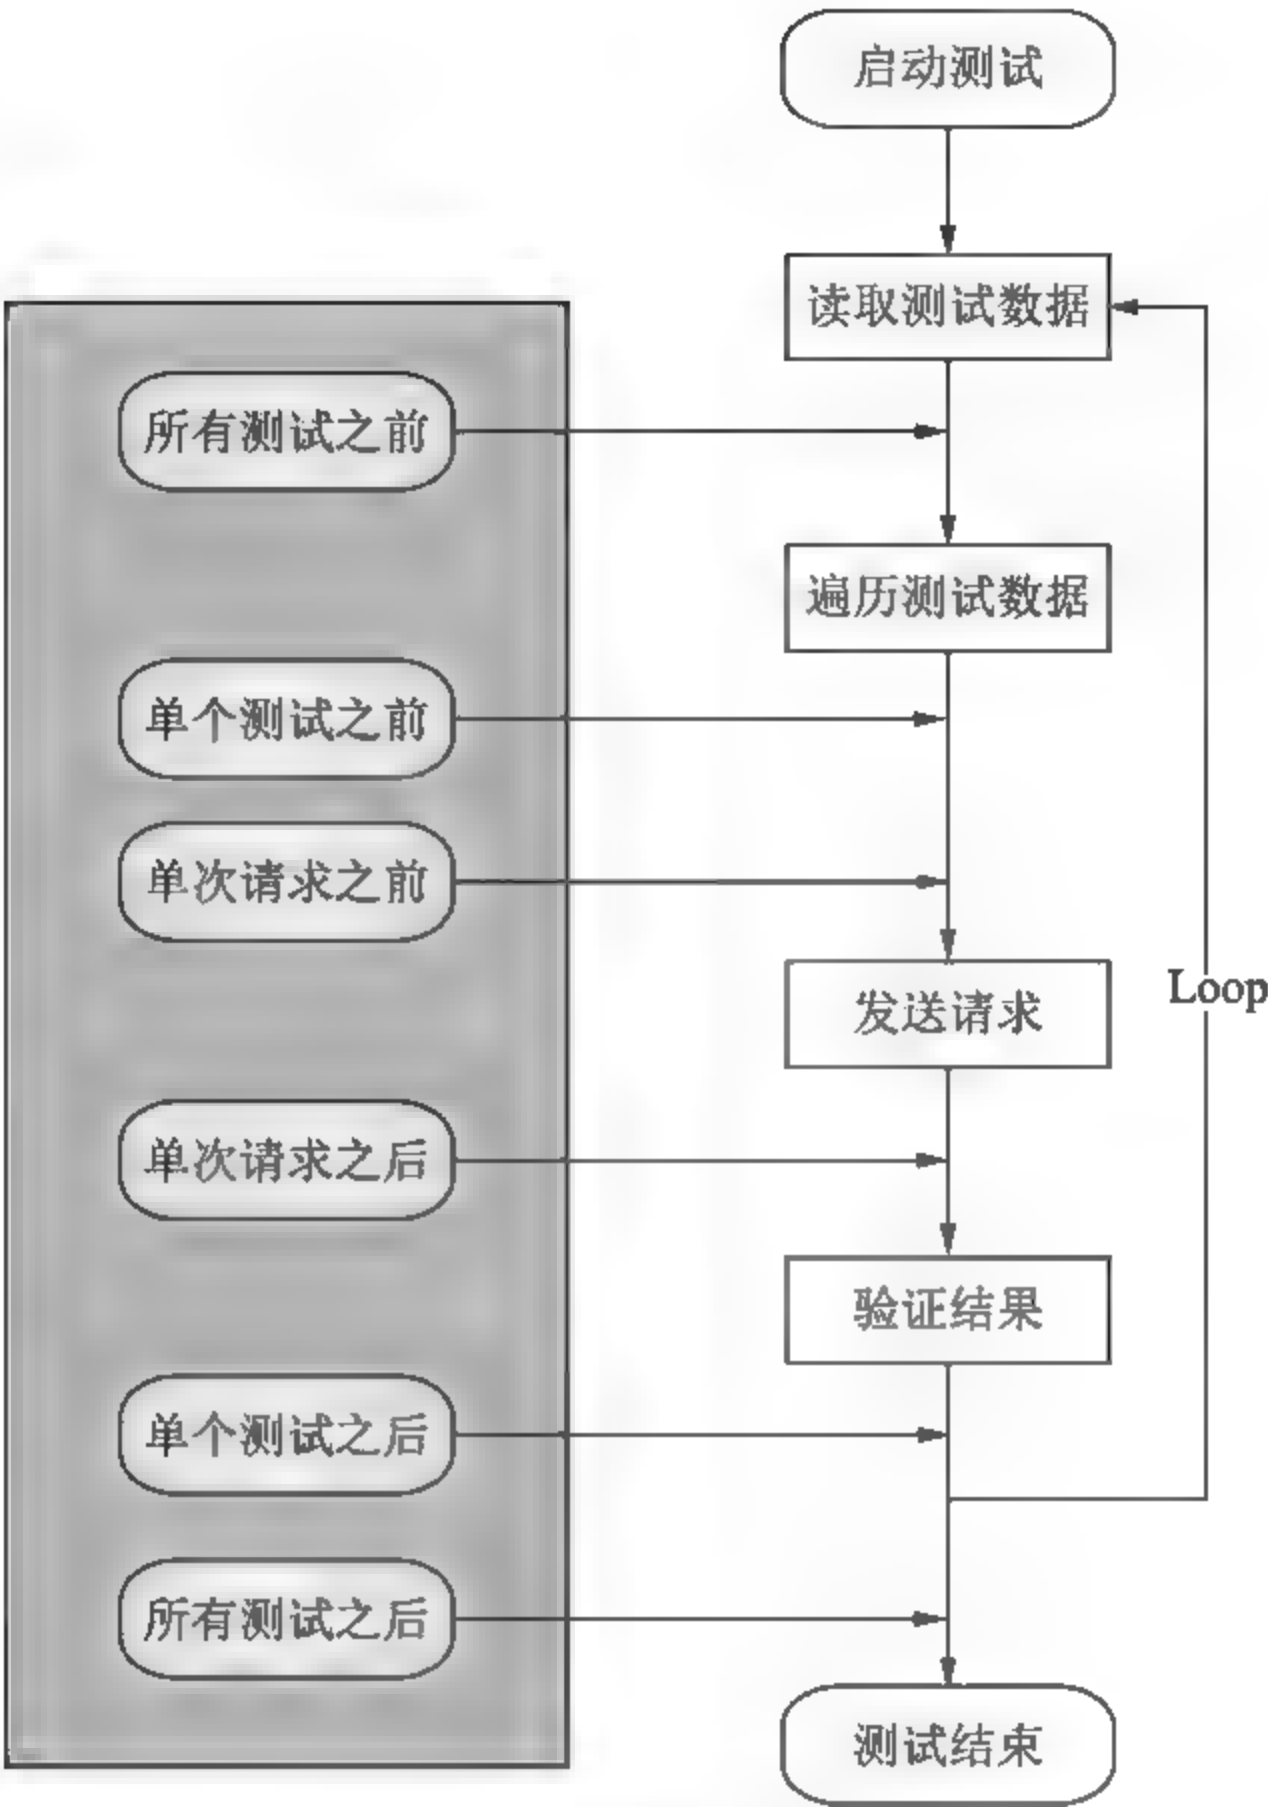 启动测试
读取测试数据
所有测试之前
遍历测试数据
单个测试之前
单次请求之前
Loop
发送请求
单次请求之后
验证结果
单个测试之后
所有测试之后
测试结束